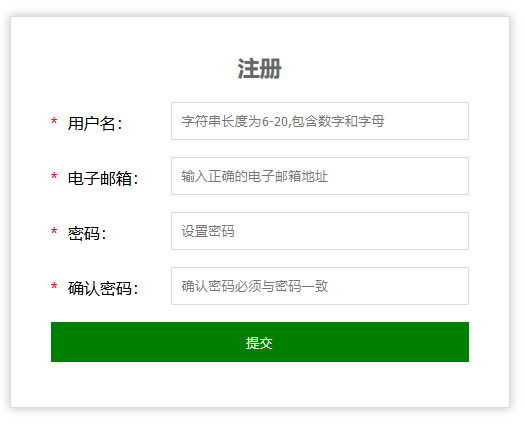 注册
* 用户名： 字符串长度为6-20,包含数字和字母
* 电子邮箱： 输入正确的电子邮箱地址
* 密码： 设置密码
* 确认密码： 确认密码必须与密码一致
提交